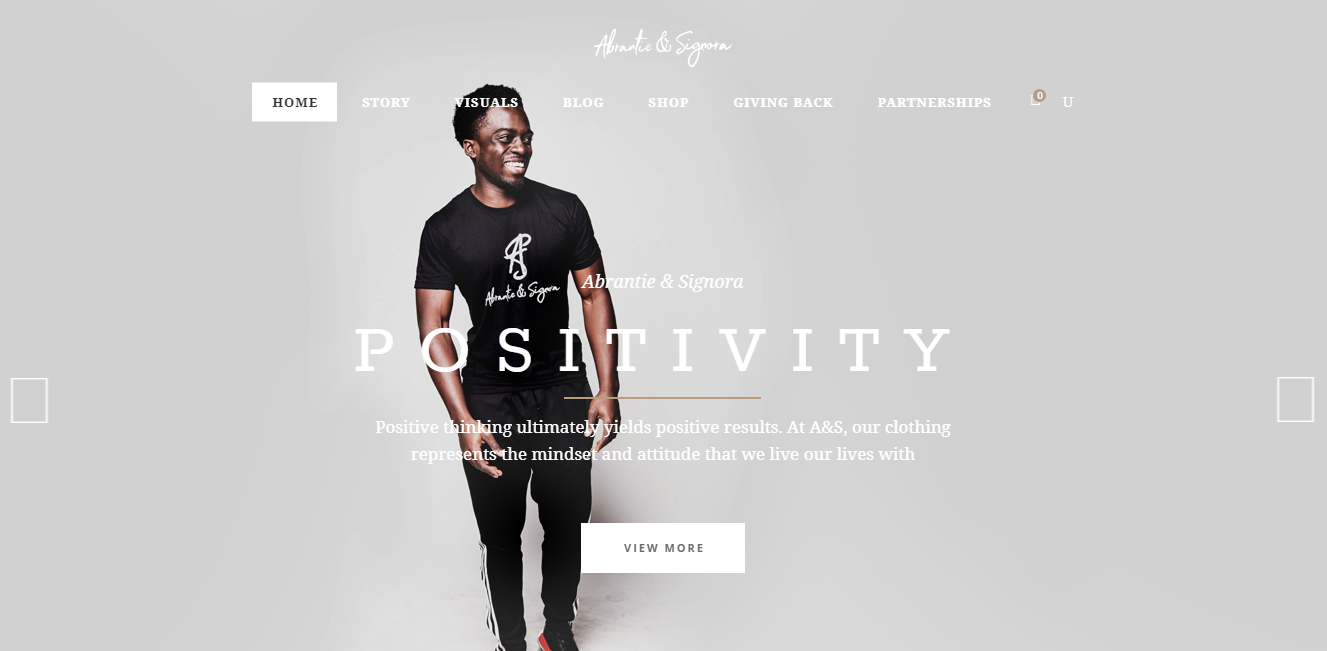 Abrantie & Signora
HOME STORY VISUALS BLOG SHOP GIVING BACK PARTNERSHIPS 0 U
AS
Abrantie & Signora
Abrantie & Signora
POSITIVITY
Positive thinking ultimately yields positive results. At A&S, our clothing
represents the mindset and attitude that we live our lives with
VIEW MORE